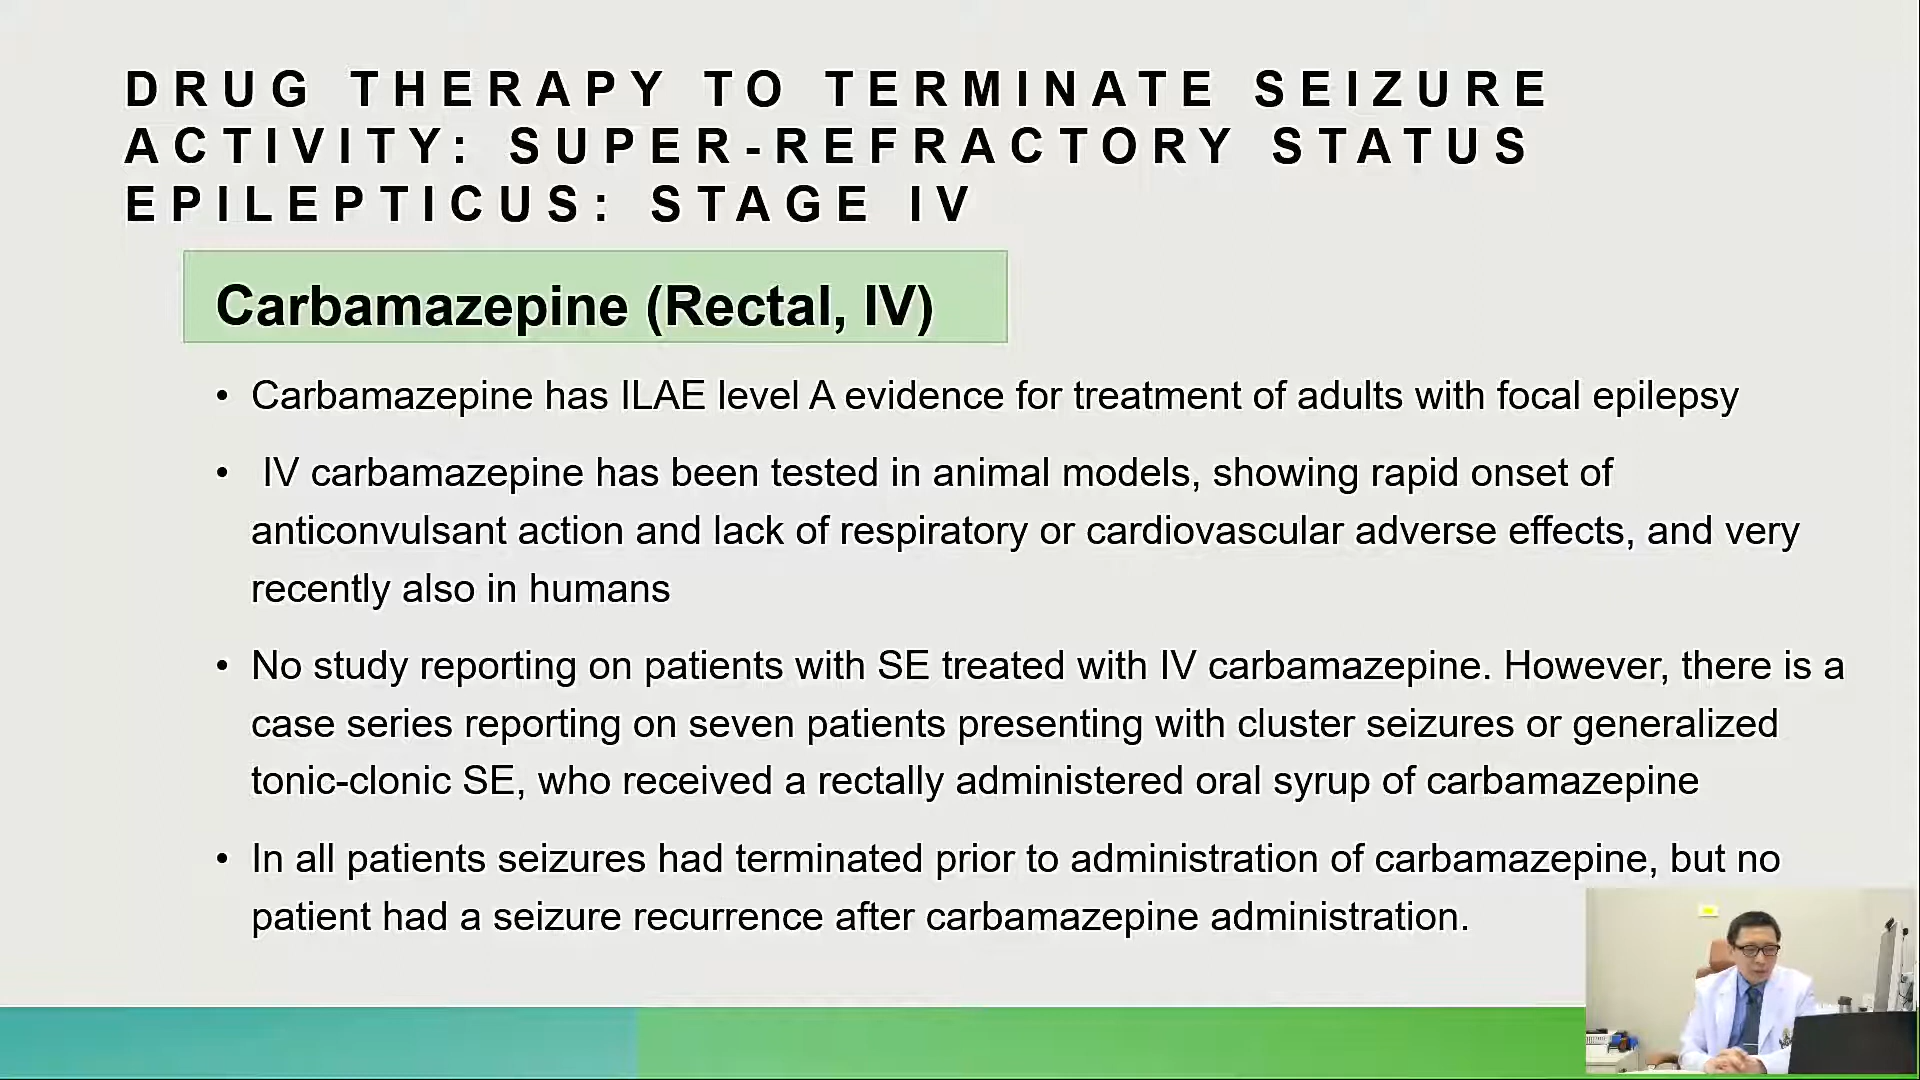 DRUG THERAPY TO TERMINATE SEIZURE
ACTIVITY: SUPER-REFRACTORY STATUS
EPILEPTICUS: STAGE IV
Carbamazepine (Rectal, IV)
• Carbamazepine has ILAE level A evidence for treatment of adults with focal epilepsy
• IV carbamazepine has been tested in animal models, showing rapid onset of
anticonvulsant action and lack of respiratory or cardiovascular adverse effects, and very
recently also in humans
• No study reporting on patients with SE treated with IV carbamazepine. However, there is a
case series reporting on seven patients presenting with cluster seizures or generalized
tonic-clonic SE, who received a rectally administered oral syrup of carbamazepine
• In all patients seizures had terminated prior to administration of carbamazepine, but no
patient had a seizure recurrence after carbamazepine administration.